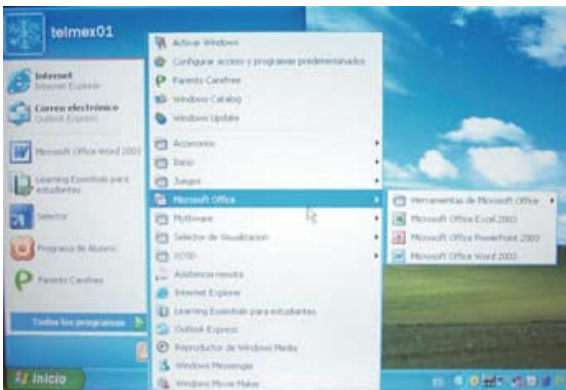 telmex01
Internet
Internet Explorer
Correo electrónico
Outlook Express
Microsoft Office Word 2003
Learning Essentials para
estudiantes
Selector
Programa de Alumno
Parents Carefree
Todos los programas
Inicio
Activar Windows
Configurar acceso y programas predeterminados
Parents Carefree
Windows Catalog
Windows Update
Accesorios
Inicio
Juegos
Microsoft Office
Mythware
Selector de Visualizacion
Asistencia remota
Internet Explorer
Learning Essentials para estudiantes
Outlook Express
Reproductor de Windows Media
Windows Messenger
Windows Movie Maker
Herramientas de Microsoft Office
Microsoft Office Excel 2003
Microsoft Office PowerPoint 2003
Microsoft Office Word 2003